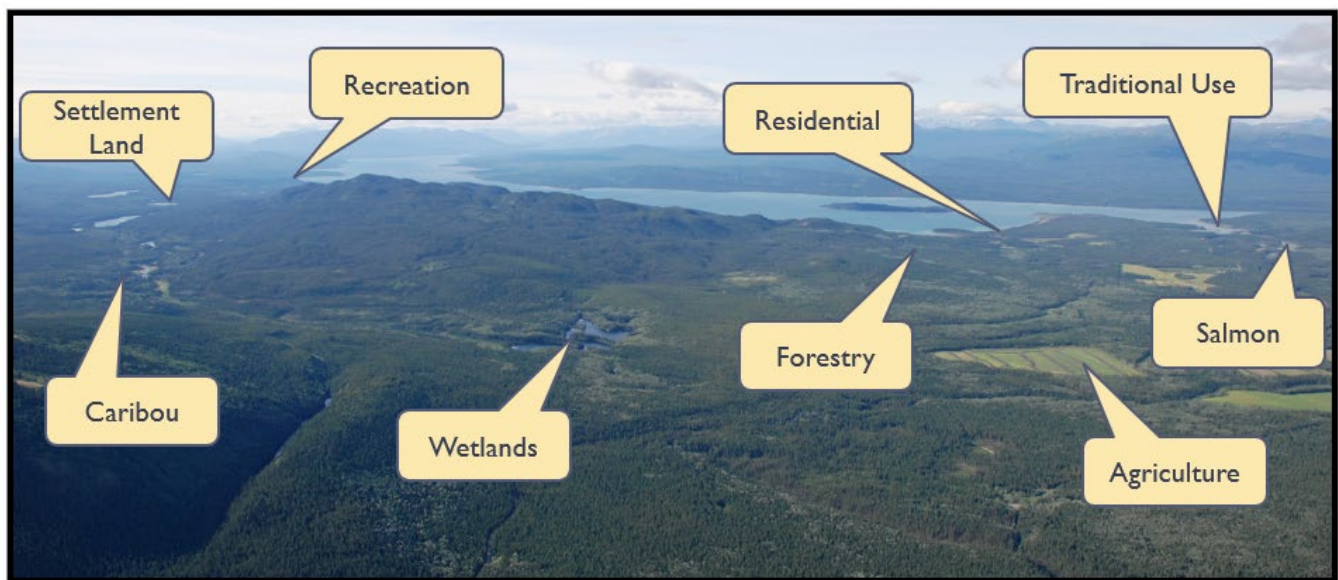 Settlement
Land
Recreation
Residential
Traditional Use
Caribou
Wetlands
Forestry
Salmon
Agriculture